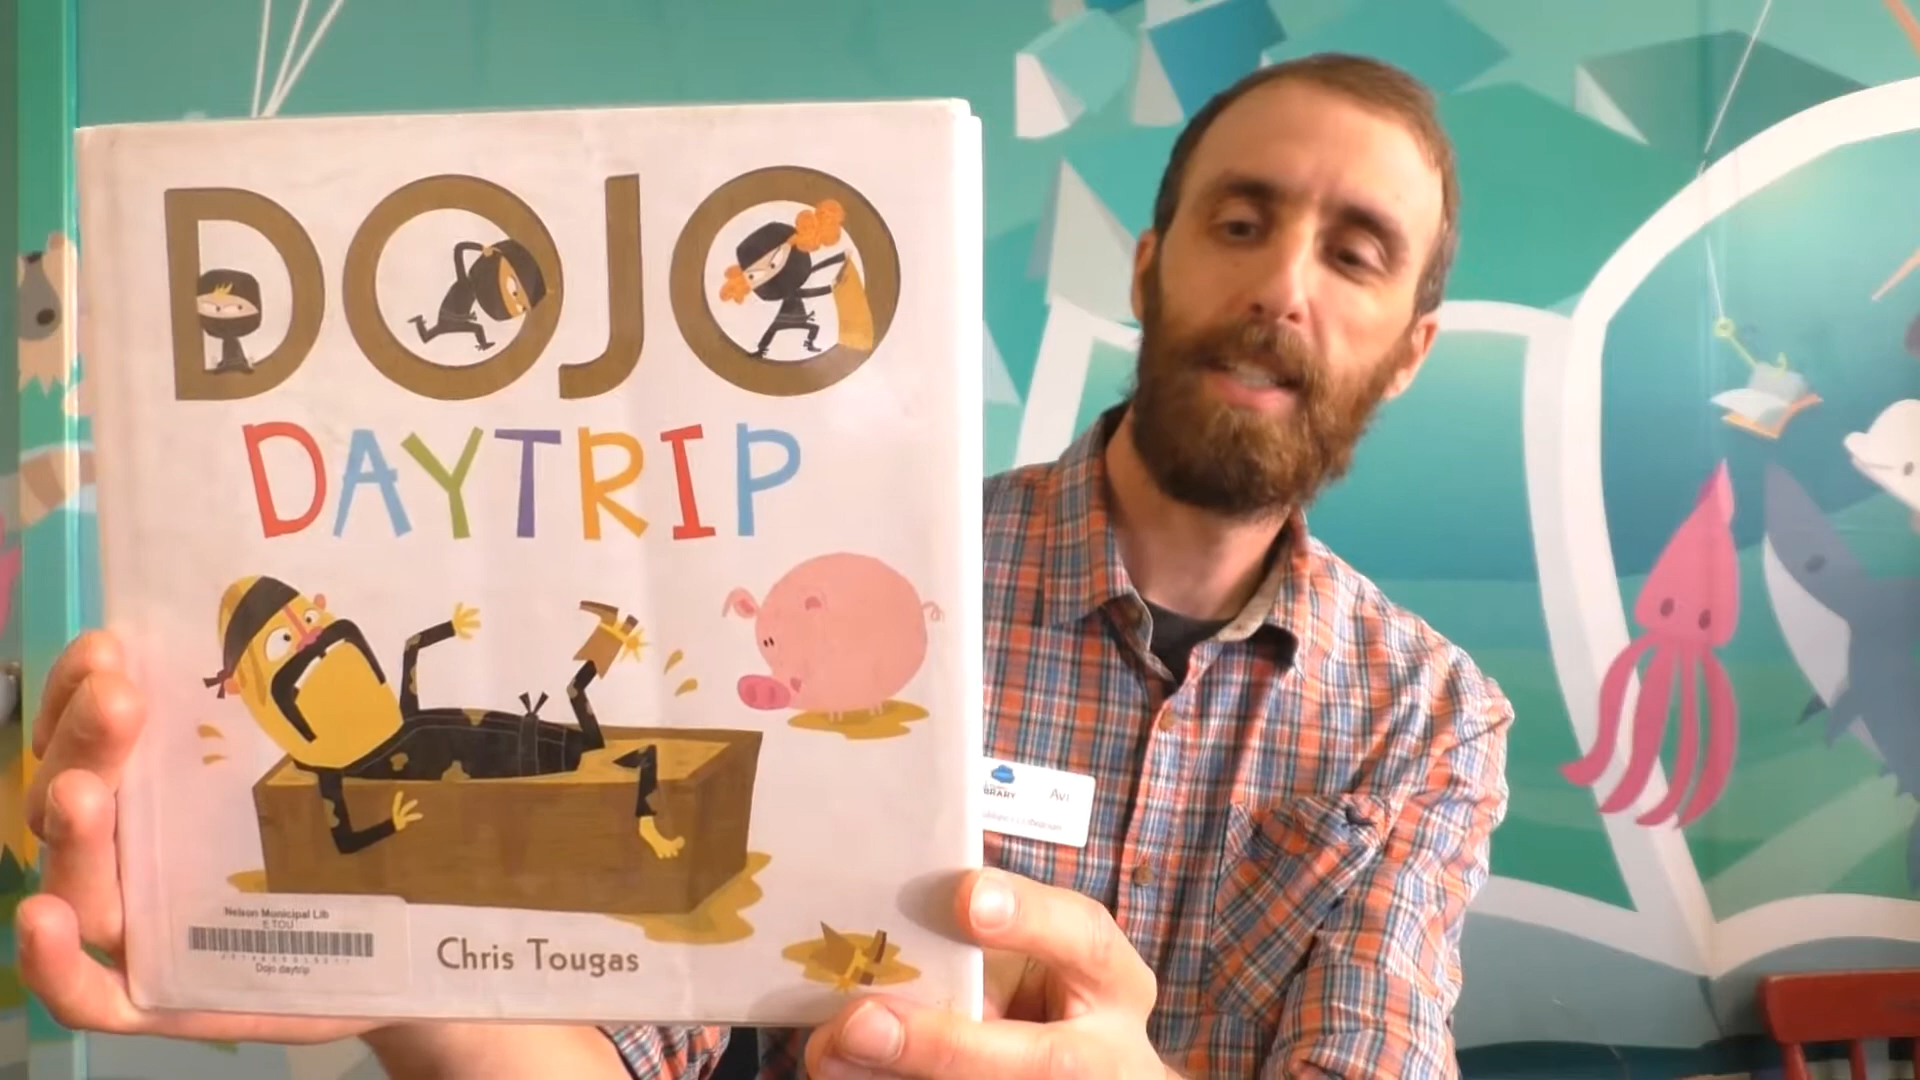 DOJO
DAYTRIP
Nelson Municipal Lib
E TOU
Dojo daytrip
Chris Tougas
Avi